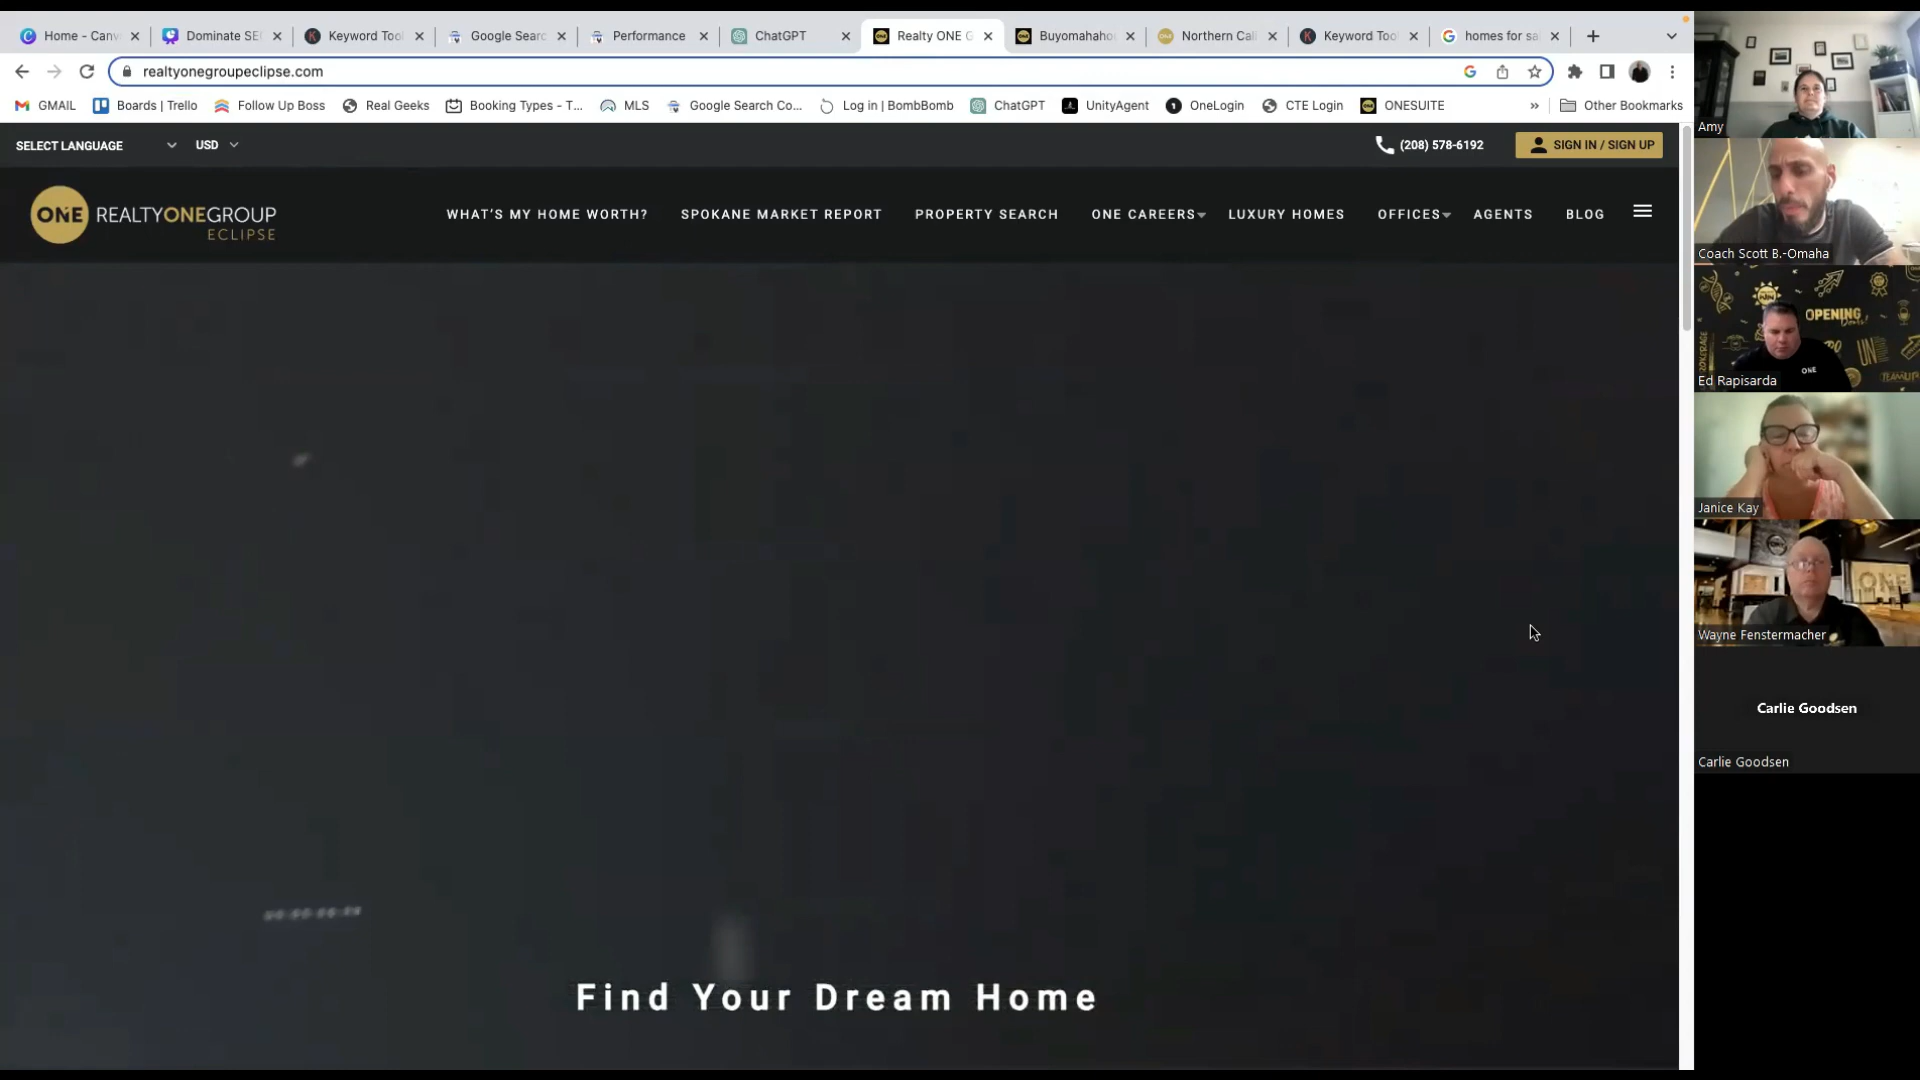 Home - Canv
Dominate SE
Keyword Too
Google Searc
Performance
ChatGPT
Realty ONE G
Buyomahaho
Northern Cali
Keyword Too
homes for sa
realtyonegroupeclipse.com
GMAIL
Boards | Trello
Follow Up Boss
Real Geeks
Booking Types - T...
MLS
Google Search Co...
Log in | BombBomb
ChatGPT
UnityAgent
OneLogin
CTE Login
ONESUITE
»
Other Bookmarks
SELECT LANGUAGE
USD
(208) 578-6192
SIGN IN / SIGN UP
ONE REALTYONEGROUP
ECLIPSE
WHAT'S MY HOME WORTH?
SPOKANE MARKET REPORT
PROPERTY SEARCH
ONE CAREERS
LUXURY HOMES
OFFICES
AGENTS
BLOG
Find Your Dream Home
Amy
Coach Scott B.-Omaha
OPENING
ONE
Ed Rapisarda
Janice Kay
ONE
Wayne Fenstermacher
Carlie Goodsen
Carlie Goodsen